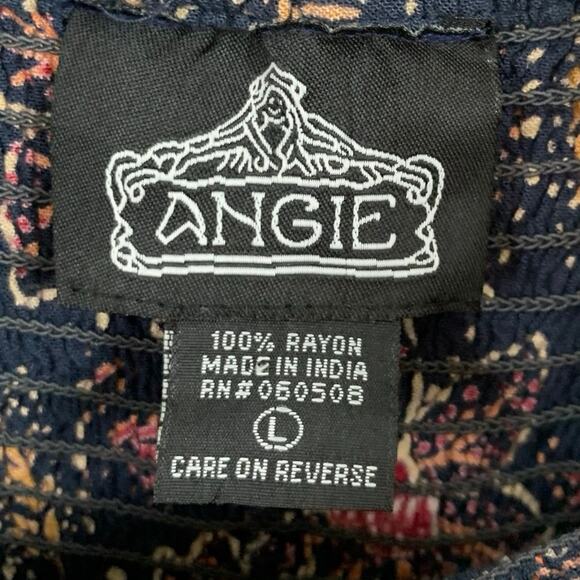 ANGIE
100% RAYON
MADE IN INDIA
RN#060508
L
CARE ON REVERSE